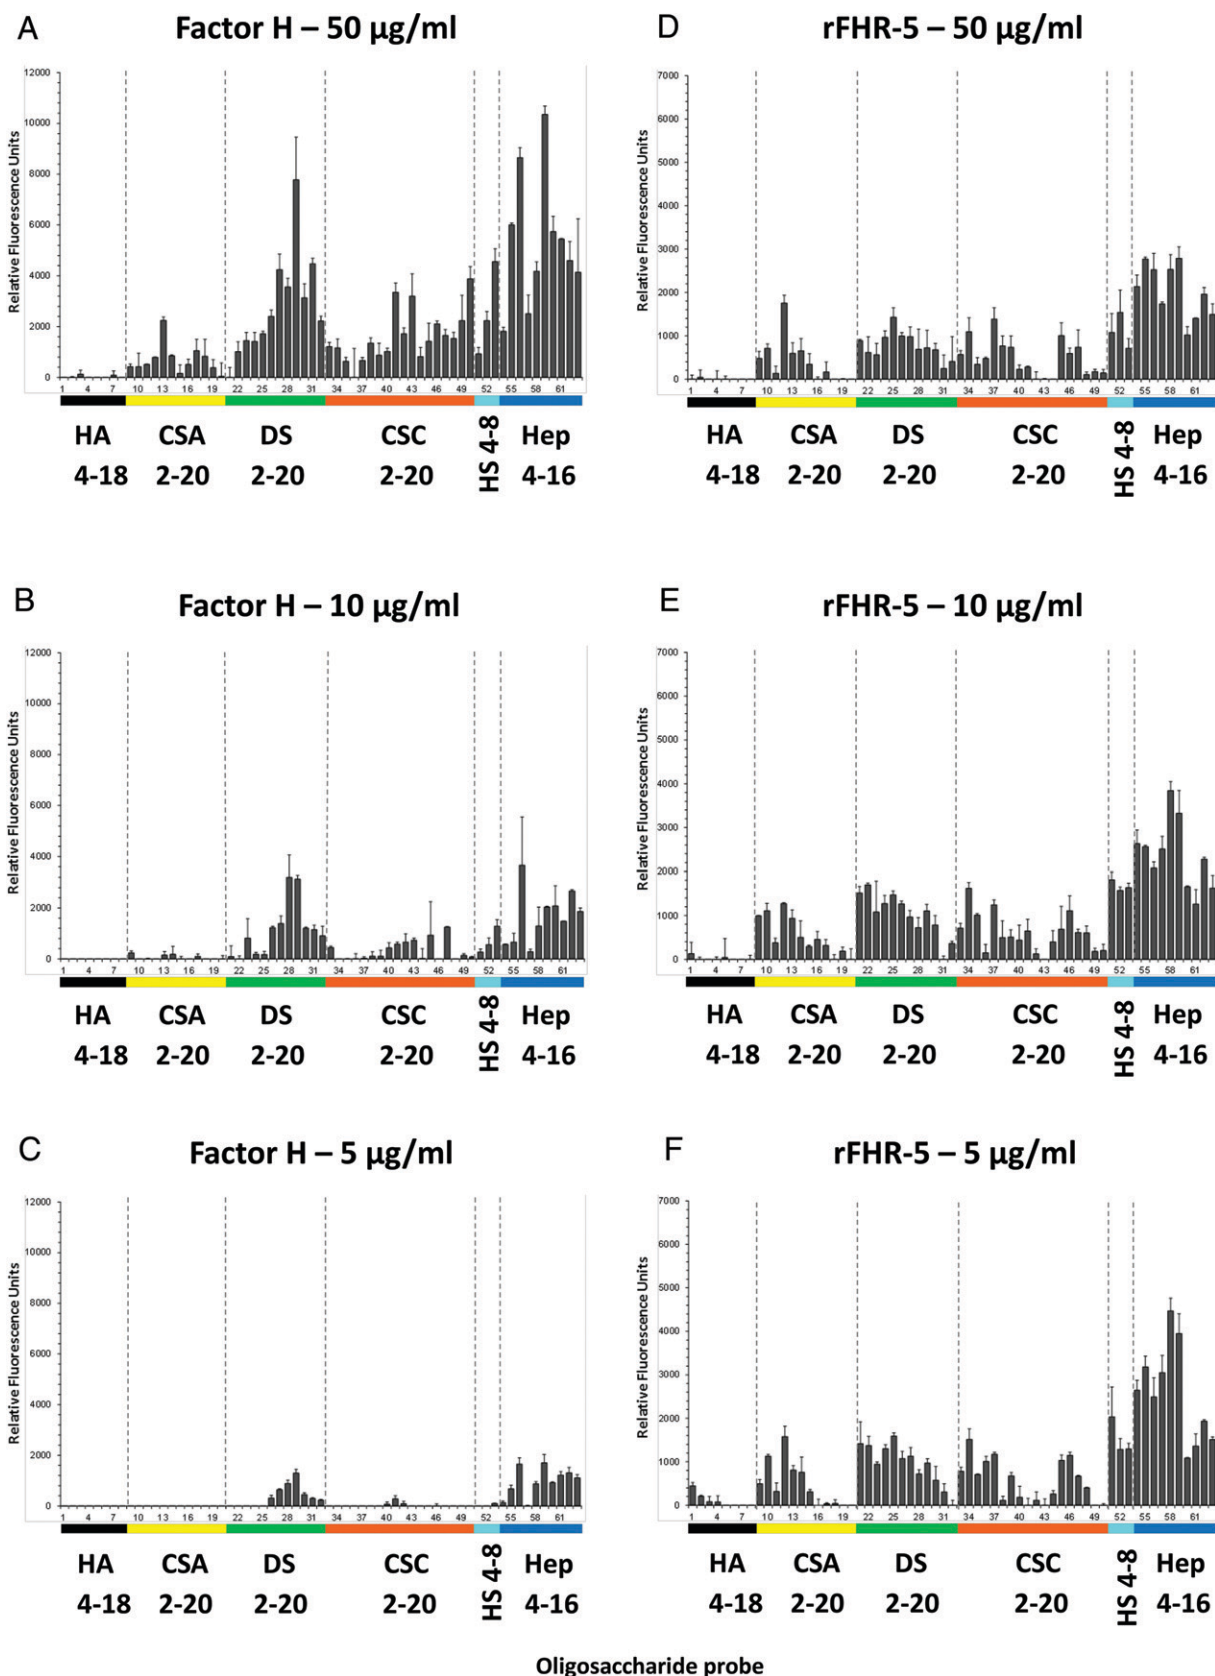 A
Factor H – 50 µg/ml
Relative Fluorescence Units
12000
10000
8000
6000
4000
2000
0
1 4 7 10 13 16 19 22 25 28 31 34 37 40 43 46 49 52 55 58 61
HA CSA DS CSC HS 4-8 Hep
4-18 2-20 2-20 2-20 4-16
D
rFHR-5 – 50 µg/ml
Relative Fluorescence Units
7000
6000
5000
4000
3000
2000
1000
0
1 4 7 10 13 16 19 22 25 28 31 34 37 40 43 46 49 52 55 58 61
HA CSA DS CSC HS 4-8 Hep
4-18 2-20 2-20 2-20 4-16
B
Factor H – 10 µg/ml
Relative Fluorescence Units
12000
10000
8000
6000
4000
2000
0
1 4 7 10 13 16 19 22 25 28 31 34 37 40 43 46 49 52 55 58 61
HA CSA DS CSC HS 4-8 Hep
4-18 2-20 2-20 2-20 4-16
E
rFHR-5 – 10 µg/ml
Relative Fluorescence Units
7000
6000
5000
4000
3000
2000
1000
0
1 4 7 10 13 16 19 22 25 28 31 34 37 40 43 46 49 52 55 58 61
HA CSA DS CSC HS 4-8 Hep
4-18 2-20 2-20 2-20 4-16
C
Factor H – 5 µg/ml
Relative Fluorescence Units
12000
10000
8000
6000
4000
2000
0
1 4 7 10 13 16 19 22 25 28 31 34 37 40 43 46 49 52 55 58 61
HA CSA DS CSC HS 4-8 Hep
4-18 2-20 2-20 2-20 4-16
F
rFHR-5 – 5 µg/ml
Relative Fluorescence Units
7000
6000
5000
4000
3000
2000
1000
0
1 4 7 10 13 16 19 22 25 28 31 34 37 40 43 46 49 52 55 58 61
HA CSA DS CSC HS 4-8 Hep
4-18 2-20 2-20 2-20 4-16
Oligosaccharide probe